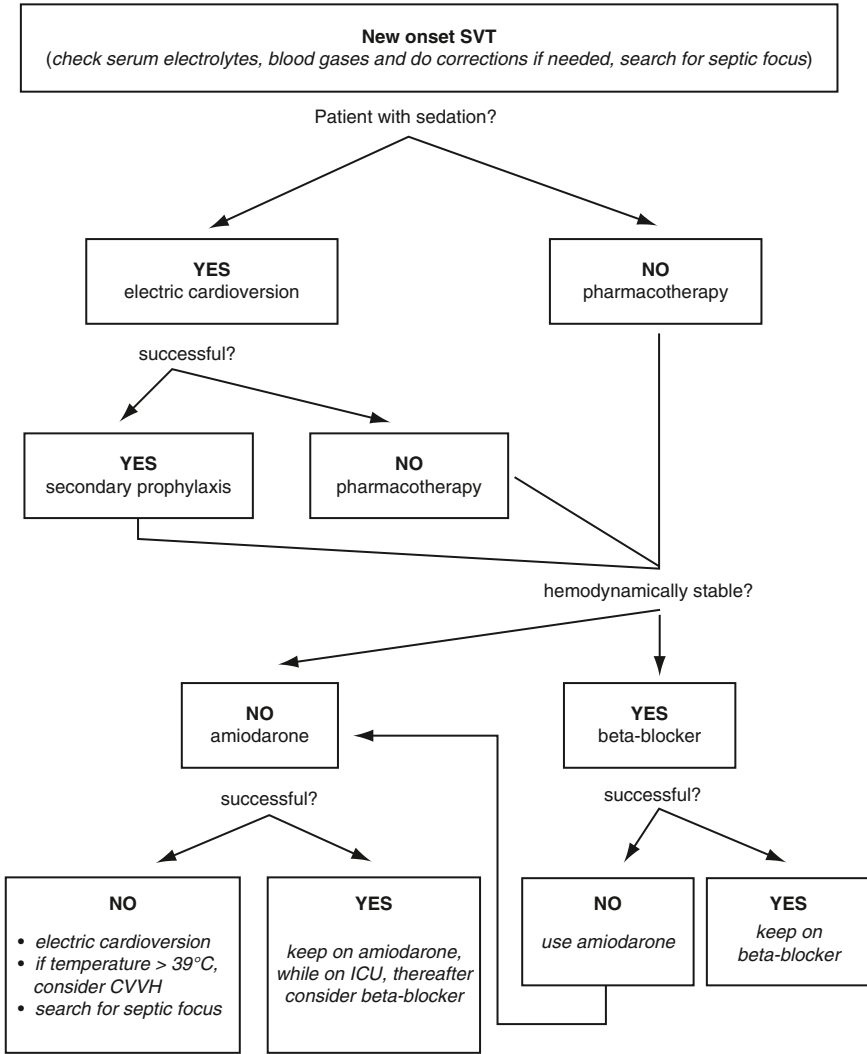 New onset SVT
(check serum electrolytes, blood gases and do corrections if needed, search for septic focus)
Patient with sedation?
YES
electric cardioversion
NO
pharmacotherapy
successful?
YES
secondary prophylaxis
NO
pharmacotherapy
hemodynamically stable?
NO
amiodarone
YES
beta-blocker
successful?
successful?
NO
• electric cardioversion
• if temperature > 39°C,
consider CVVH
• search for septic focus
YES
keep on amiodarone,
while on ICU, thereafter
consider beta-blocker
NO
use amiodarone
YES
keep on
beta-blocker